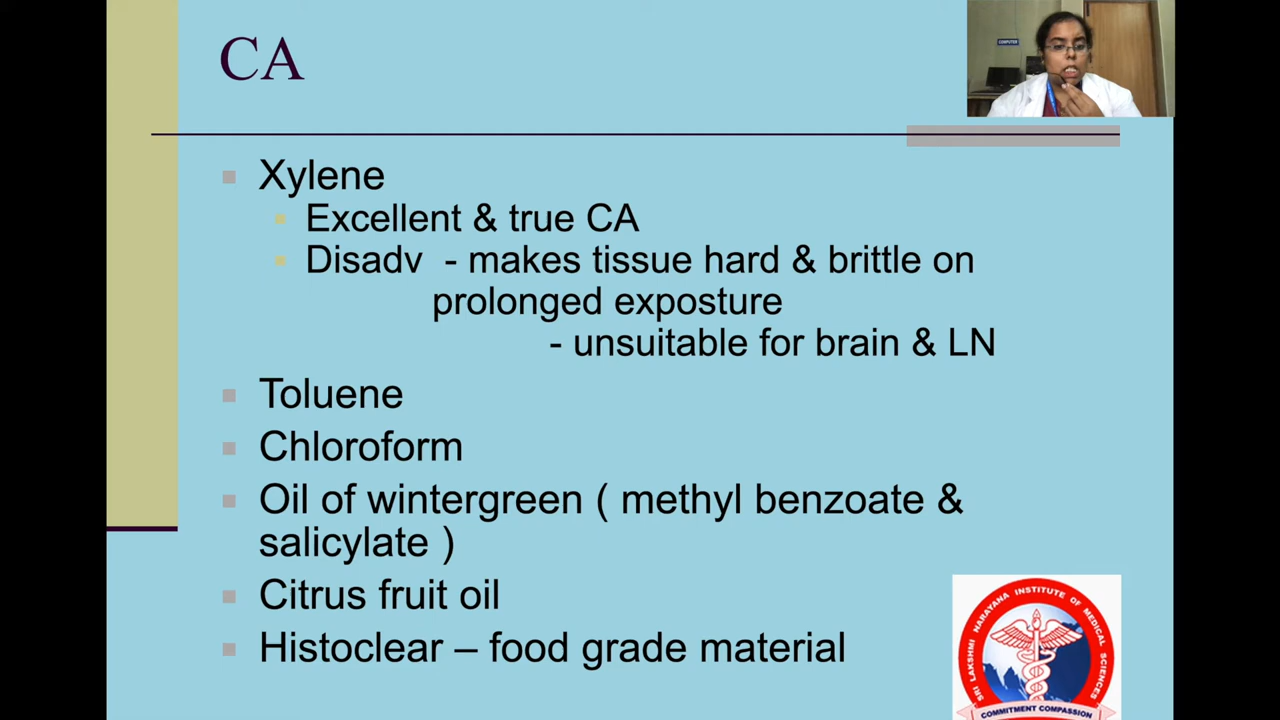 CA
COMPUTER
Xylene
Excellent & true CA
Disadv - makes tissue hard & brittle on
prolonged exposture
- unsuitable for brain & LN
Toluene
Chloroform
Oil of wintergreen ( methyl benzoate &
salicylate )
Citrus fruit oil
Histoclear – food grade material
SRI LAKSHMI NARAYANA INSTITUTE OF MEDICAL SCIENCES
COMMITMENT COMPASSION